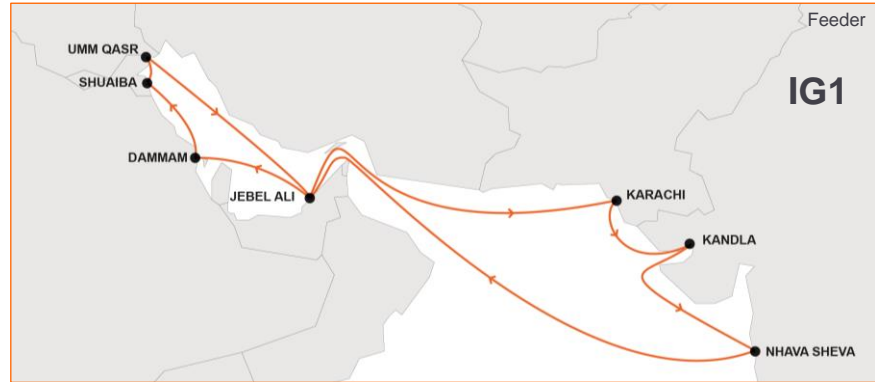 Feeder
IG1
UMM QASR
SHUAIBA
DAMMAM
JEBEL ALI
KARACHI
KANDLA
NHAVA SHEVA